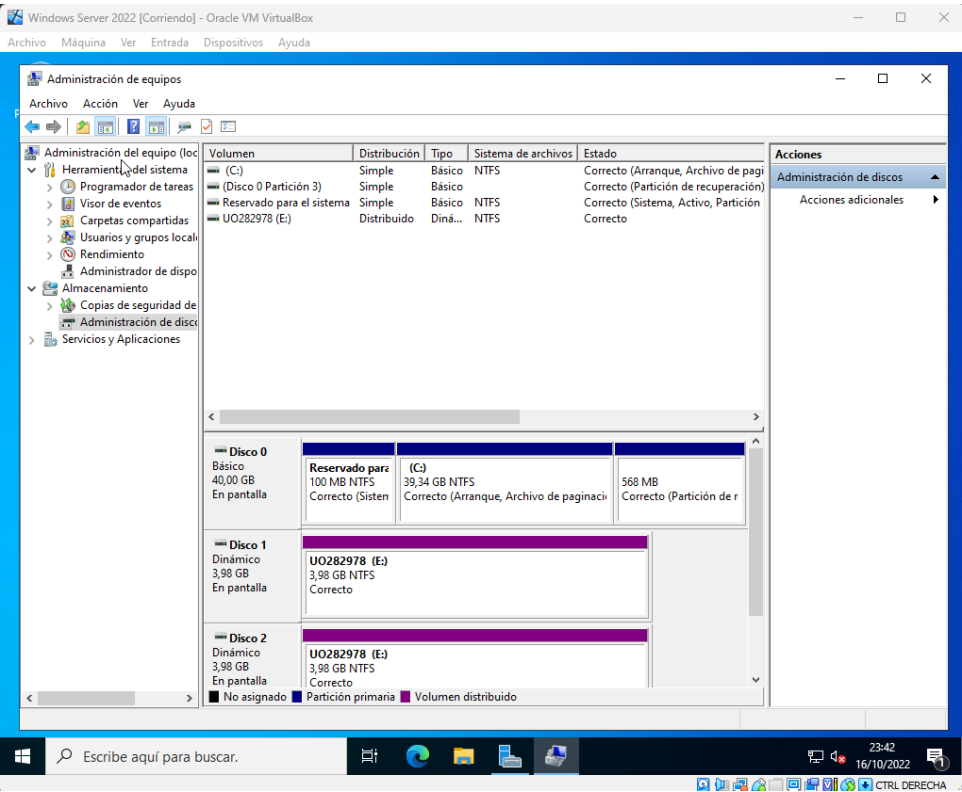 Windows Server 2022 [Corriendo] - Oracle VM VirtualBox
Archivo Máquina Ver Entrada Dispositivos Ayuda
Administración de equipos
Archivo Acción Ver Ayuda
Administración del equipo (loc
Herramientas del sistema
Programador de tareas
Visor de eventos
Carpetas compartidas
Usuarios y grupos locale
Rendimiento
Administrador de dispo
Almacenamiento
Copias de seguridad de
Administración de disco
Servicios y Aplicaciones
Volumen Distribución Tipo Sistema de archivos Estado
(C:) Simple Básico NTFS Correcto (Arranque, Archivo de pagi
(Disco 0 Partición 3) Simple Básico Correcto (Partición de recuperación)
Reservado para el sistema Simple Básico NTFS Correcto (Sistema, Activo, Partición
UO282978 (E:) Distribuido Diná... NTFS Correcto
Acciones
Administración de discos
Acciones adicionales
Disco 0
Básico
40,00 GB
En pantalla
Reservado para
100 MB NTFS
Correcto (Sisten
(C:)
39,34 GB NTFS
Correcto (Arranque, Archivo de paginació
568 MB
Correcto (Partición de r
Disco 1
Dinámico
3,98 GB
En pantalla
UO282978 (E:)
3,98 GB NTFS
Correcto
Disco 2
Dinámico
3,98 GB
En pantalla
UO282978 (E:)
3,98 GB NTFS
Correcto
No asignado Partición primaria Volumen distribuido
Escribe aquí para buscar.
23:42
16/10/2022
1
CTRL DERECHA